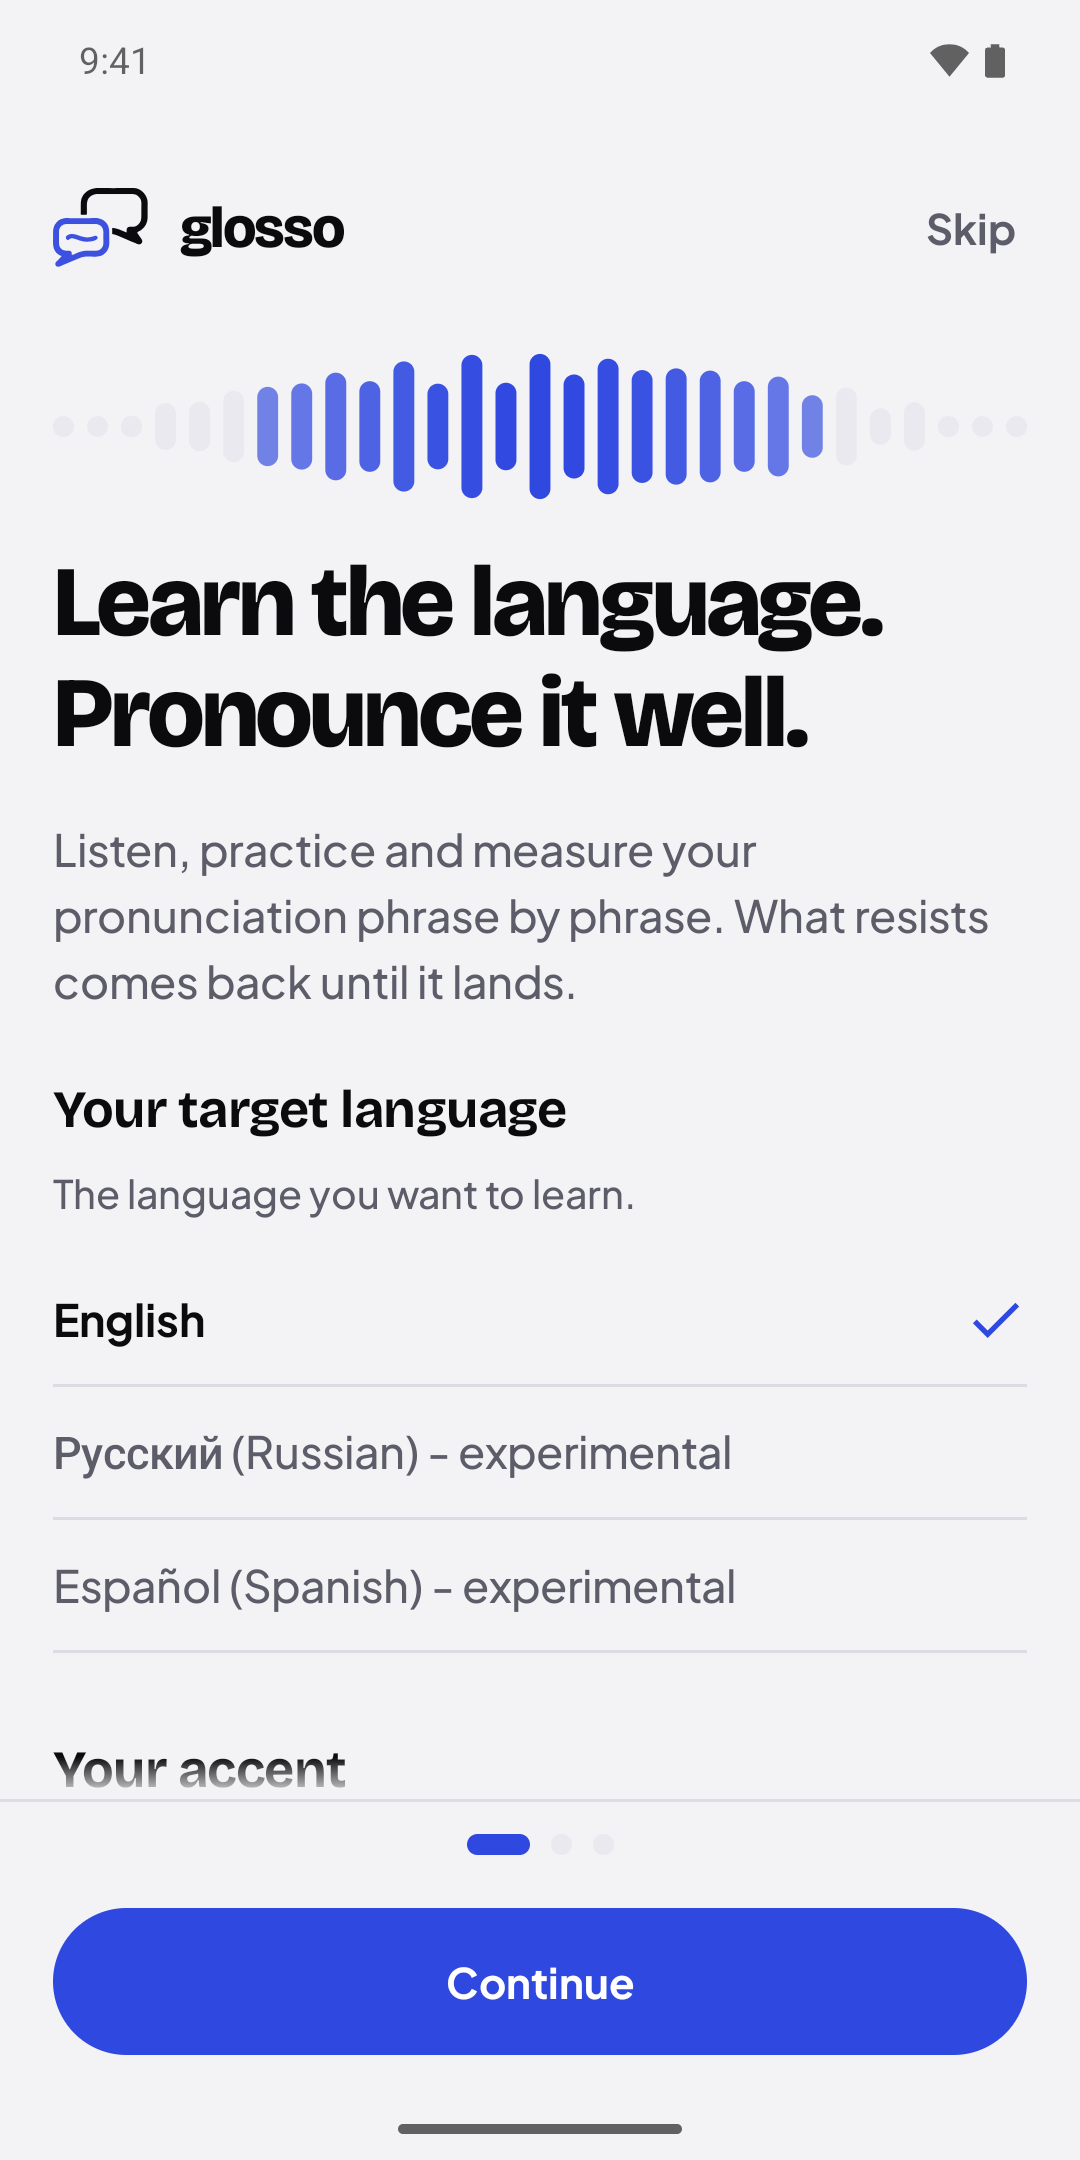 9:41
glosso
Skip
Learn the language.
Pronounce it well.
Listen, practice and measure your
pronunciation phrase by phrase. What resists
comes back until it lands.
Your target language
The language you want to learn.
English
Русский (Russian) - experimental
Español (Spanish) - experimental
Your accent
Continue